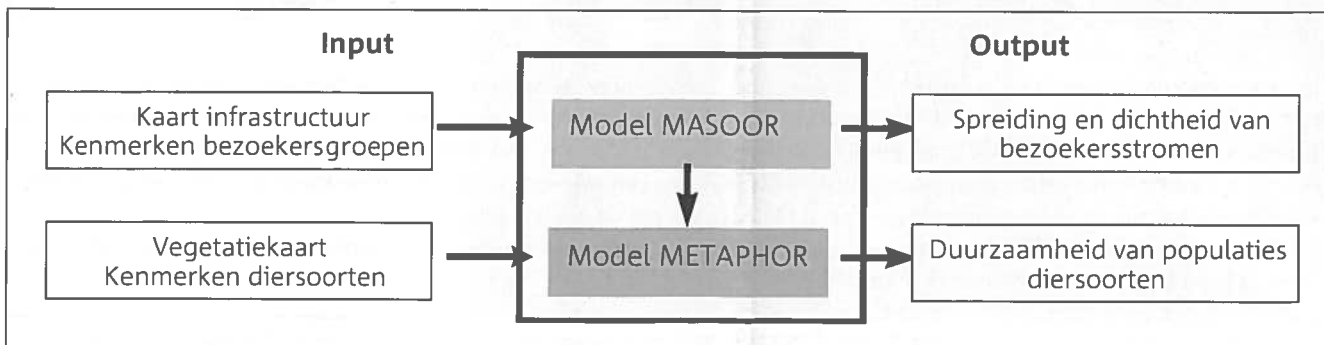 Input
Output
Kaart infrastructuur
Kenmerken bezoekersgroepen
Model MASOOR
Spreiding en dichtheid van
bezoekersstromen
Vegetatiekaart
Kenmerken diersoorten
Model METAPHOR
Duurzaamheid van populaties
diersoorten